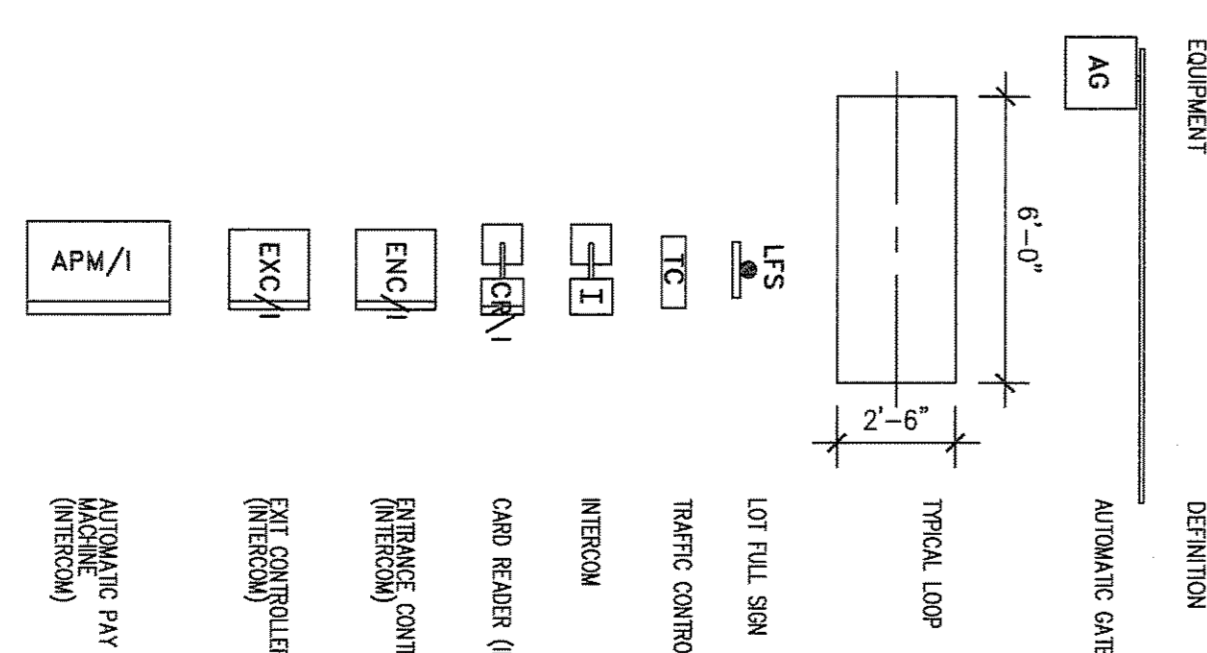 EQUIPMENT
DEFINITION
AG
AUTOMATIC GATE
6'-0"
2'-6"
TYPICAL LOOP
LFS
LOT FULL SIGN
TC
TRAFFIC CONTRO
I
INTERCOM
CR/I
CARD READER (I
ENC/I
ENTRANCE CONT
(INTERCOM)
EXC/I
EXIT CONTROLLER
(INTERCOM)
APM/I
AUTOMATIC PAY
MACHINE
(INTERCOM)